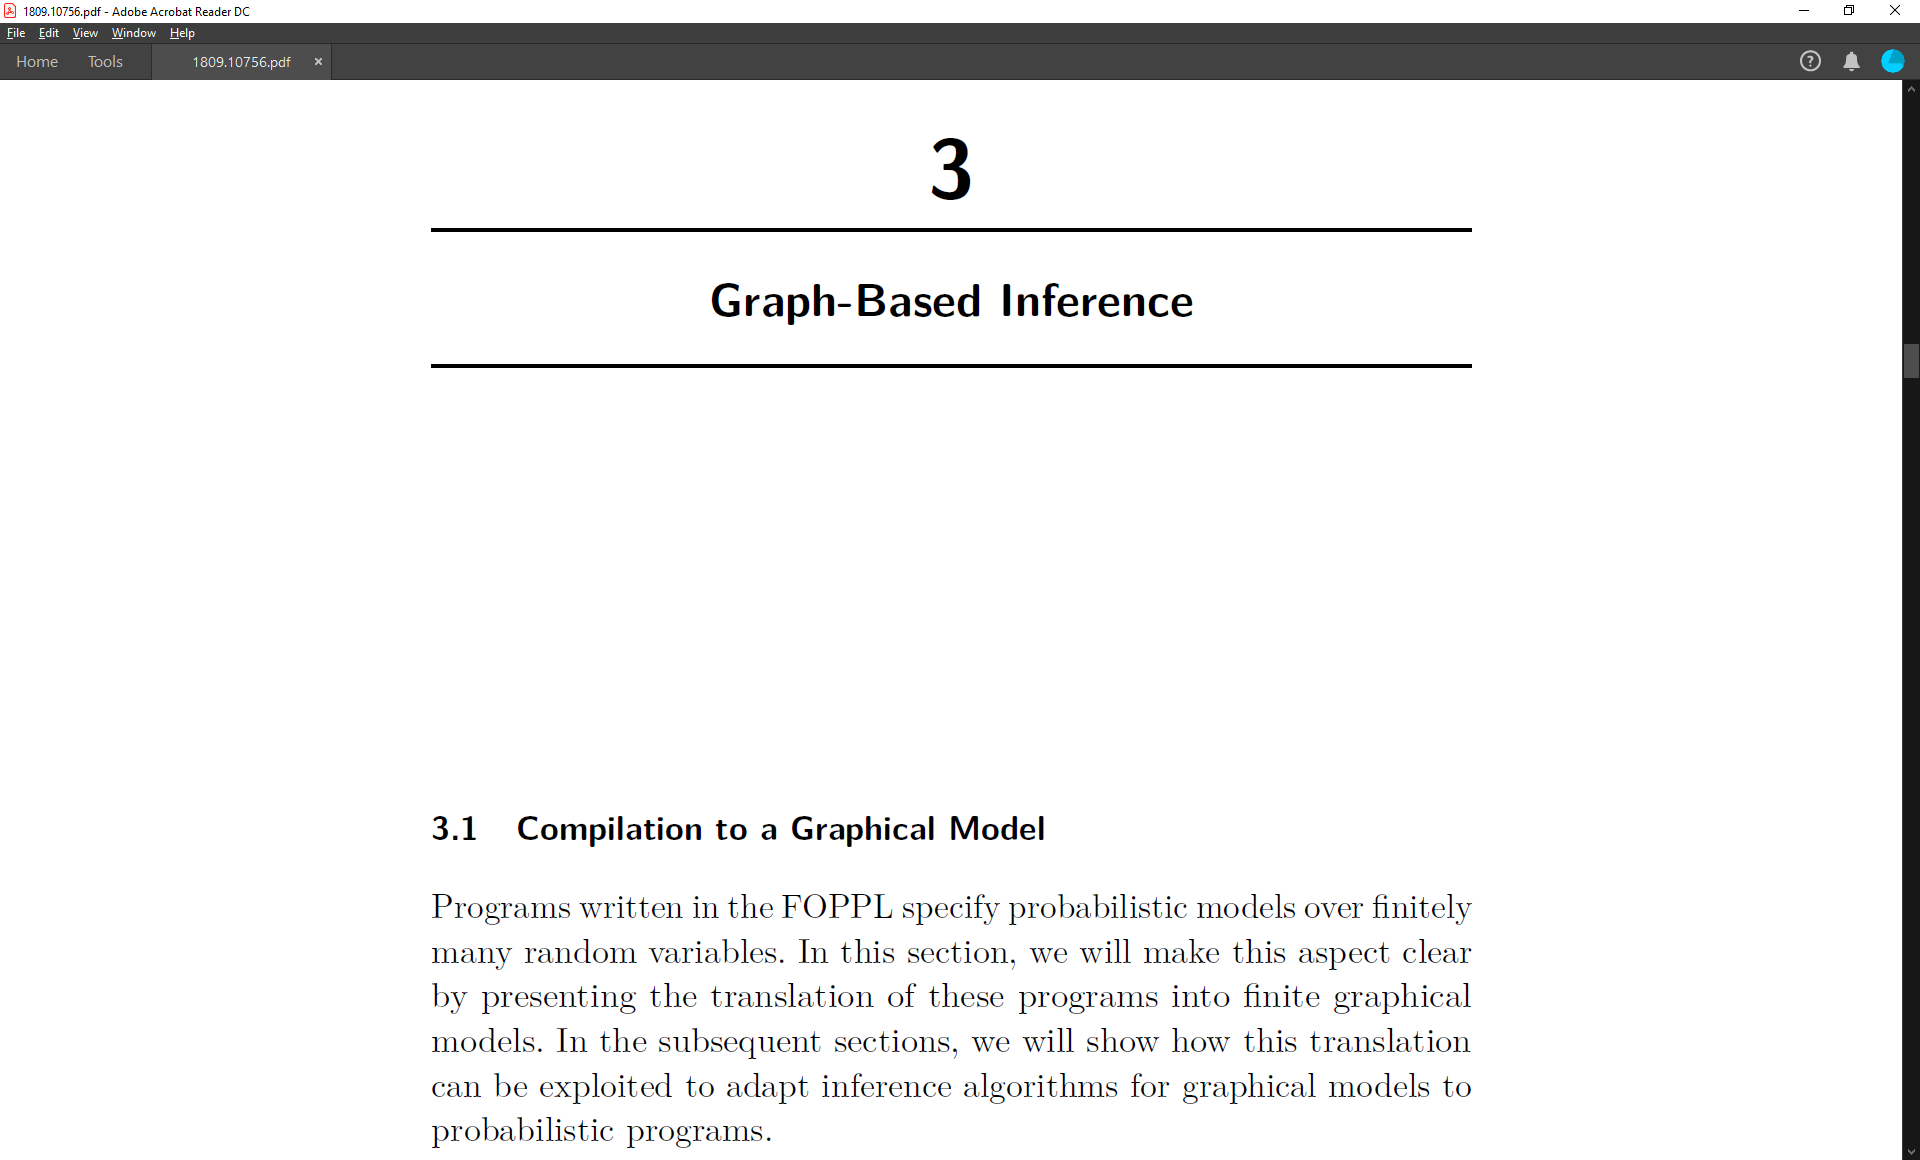 1809.10756.pdf - Adobe Acrobat Reader DC
File Edit View Window Help
Home Tools 1809.10756.pdf
3
Graph-Based Inference
3.1 Compilation to a Graphical Model
Programs written in the FOPPL specify probabilistic models over finitely
many random variables. In this section, we will make this aspect clear
by presenting the translation of these programs into finite graphical
models. In the subsequent sections, we will show how this translation
can be exploited to adapt inference algorithms for graphical models to
probabilistic programs.